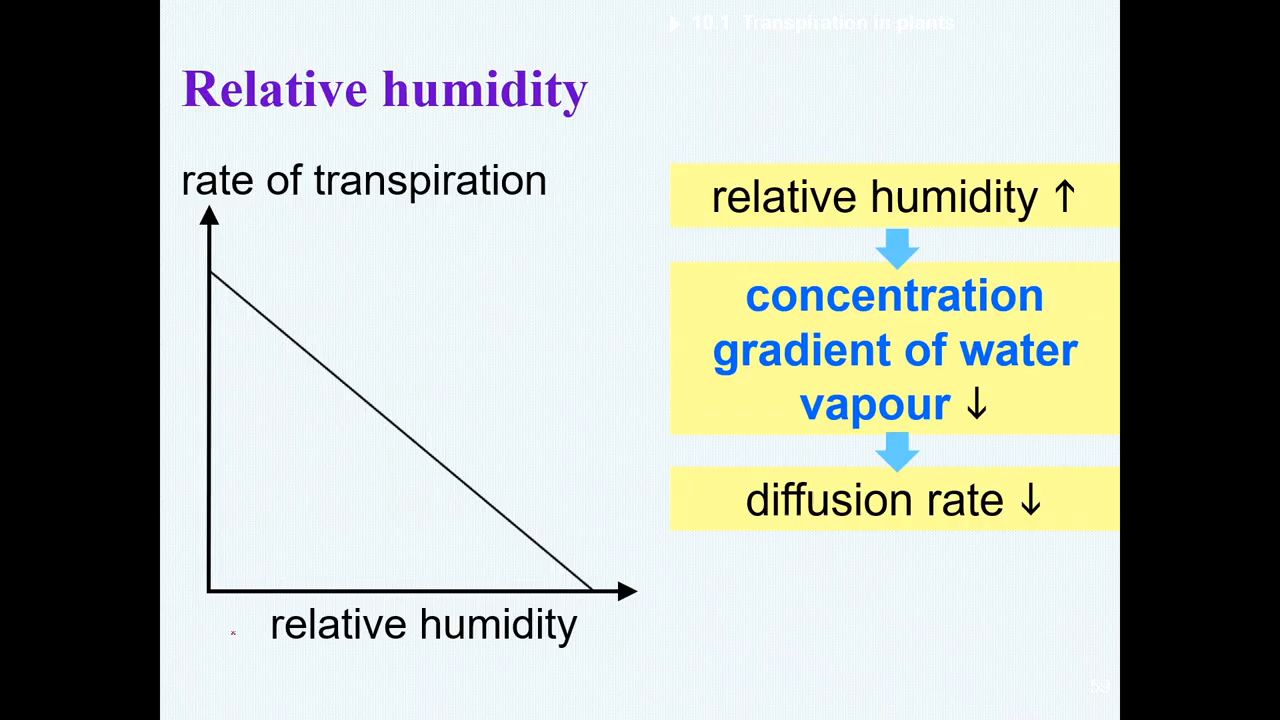 10.1 Transpiration in plants
Relative humidity
rate of transpiration
relative humidity
relative humidity ↑
concentration
gradient of water
vapour ↓
diffusion rate ↓
59